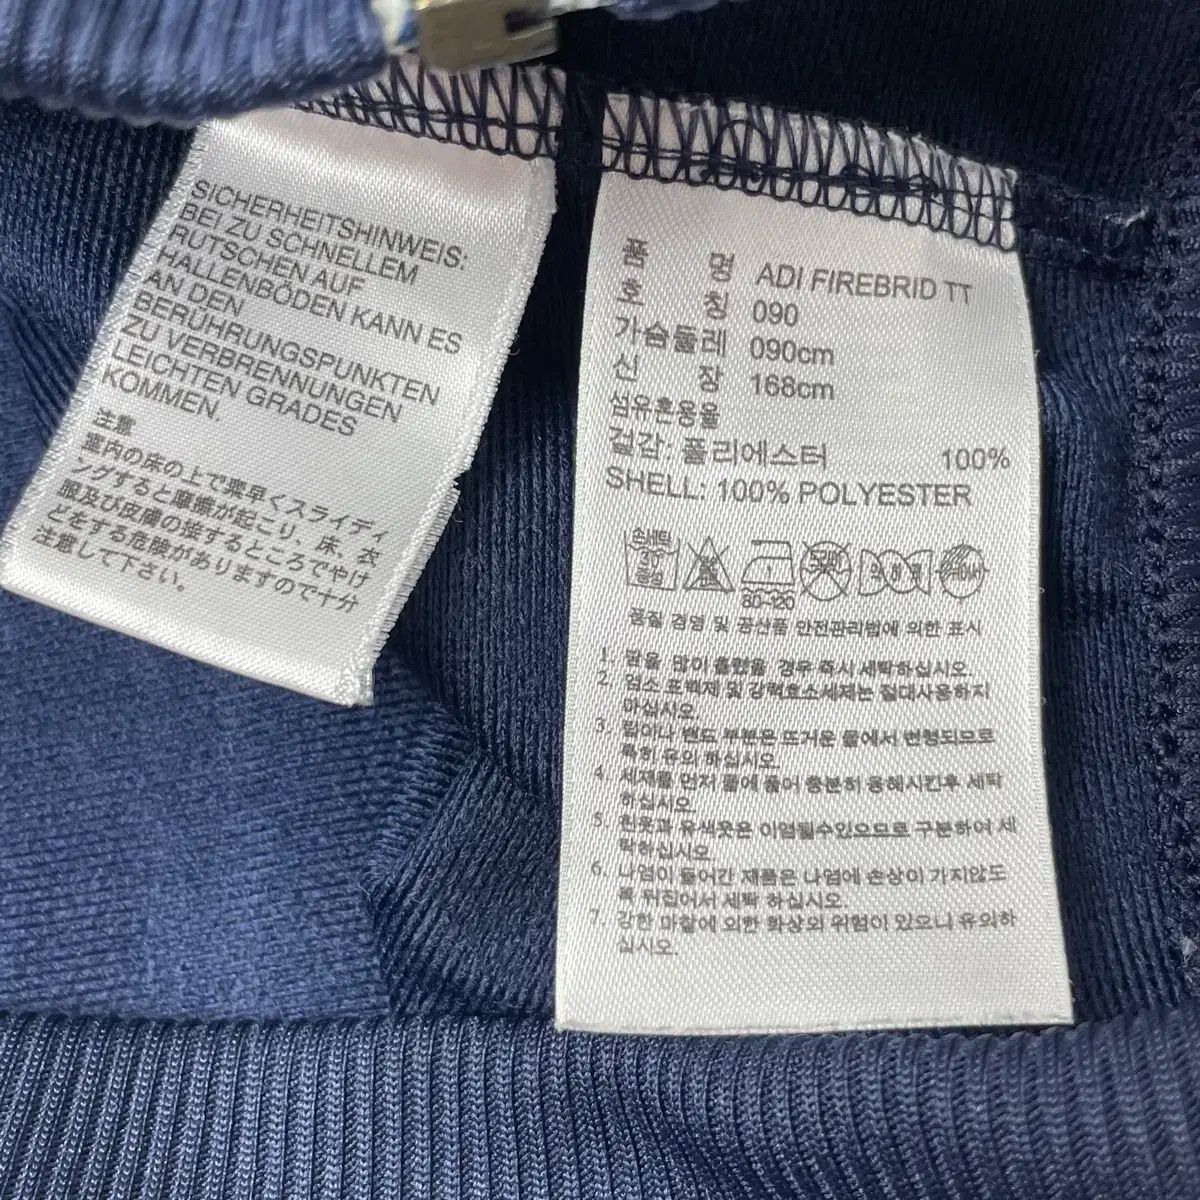 SICHERHEITSHINWEIS:
BEI ZU SCHNELLEM
RUTSCHEN AUF
HALLENBÖDEN KANN ES
AN DEN
BERÜHRUNGSPUNKTEN
ZU VERBRENNUNGEN
LEICHTEN GRADES
KOMMEN.
注意
室内の床の上で素早くスライディ
ングすると摩擦が起こり、床、衣
服及び皮膚の接するところでやけ
どをする危険がありますので十分
注意して下さい。
품 명 ADI FIREBRID TT
호 칭 090
가슴둘레 090cm
신 장 168cm
섬유혼용율
겉감: 폴리에스터 100%
SHELL: 100% POLYESTER
손세탁
30
중성
80~120
품질 경영 및 공산품 안전관리법에 의한 표시
1. 땀을 많이 흘렸을 경우 즉시 세탁하십시오.
2. 염소 표백제 및 강력효소세제는 절대사용하지
마십시오.
3. 립이나 밴드 부분은 뜨거운 물에서 변형되므로
특히 유의 하십시오.
4. 세제를 먼저 물에 풀어 충분히 용해시킨후 세탁
하십시오.
5. 흰옷과 유색옷은 이염될수있으므로 구분하여 세
탁하십시오.
6. 나염이 들어간 제품은 나염에 손상이 가지않도
록 뒤집어서 세탁 하십시오.
7. 강한 마찰에 의한 화상의 위험이 있으니 유의하
십시오.